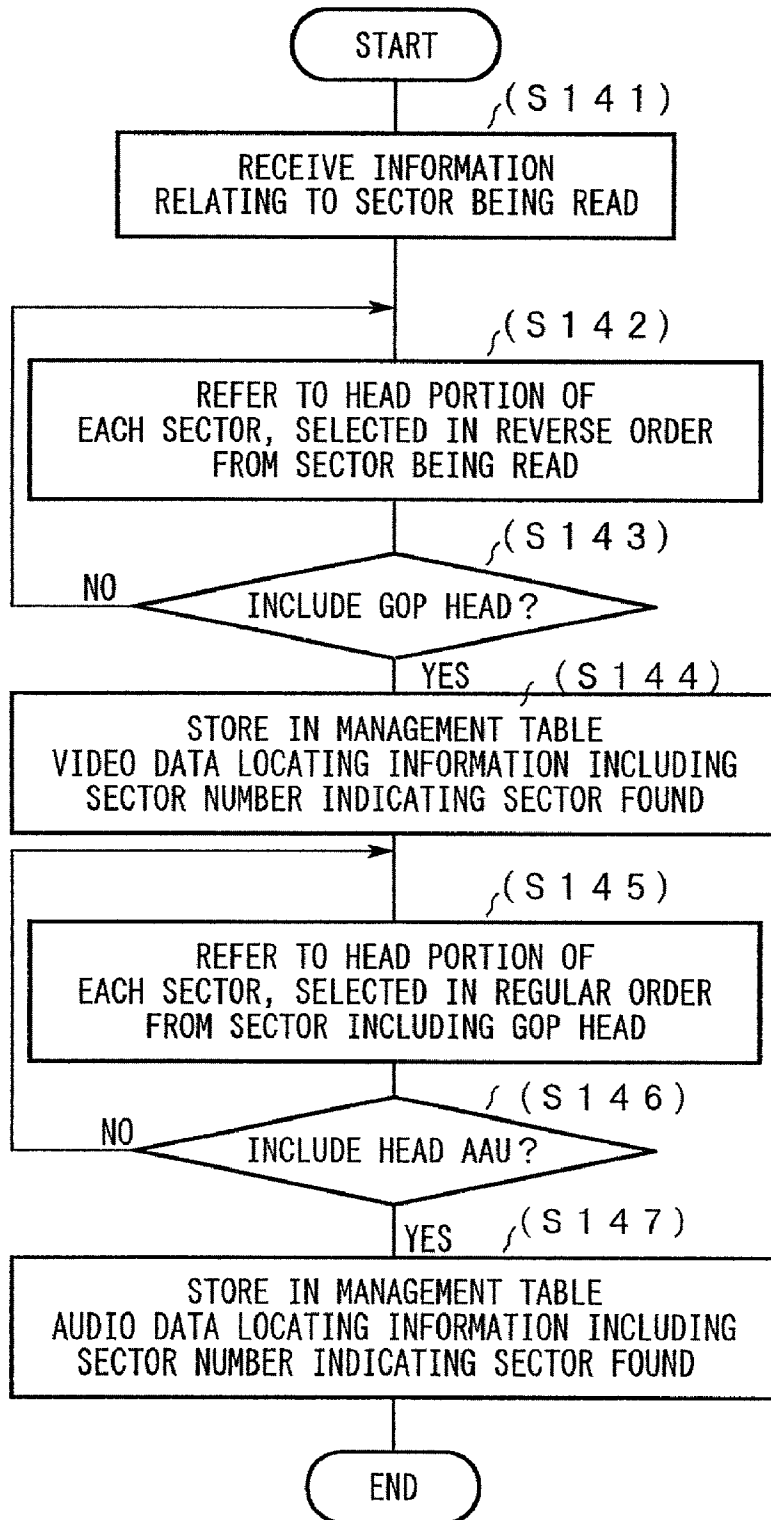 START
(S141)
RECEIVE INFORMATION
RELATING TO SECTOR BEING READ
(S142)
REFER TO HEAD PORTION OF
EACH SECTOR, SELECTED IN REVERSE ORDER
FROM SECTOR BEING READ
(S143)
NO
INCLUDE GOP HEAD?
YES
(S144)
STORE IN MANAGEMENT TABLE
VIDEO DATA LOCATING INFORMATION INCLUDING
SECTOR NUMBER INDICATING SECTOR FOUND
(S145)
REFER TO HEAD PORTION OF
EACH SECTOR, SELECTED IN REGULAR ORDER
FROM SECTOR INCLUDING GOP HEAD
(S146)
NO
INCLUDE HEAD AAU?
YES
(S147)
STORE IN MANAGEMENT TABLE
AUDIO DATA LOCATING INFORMATION INCLUDING
SECTOR NUMBER INDICATING SECTOR FOUND
END